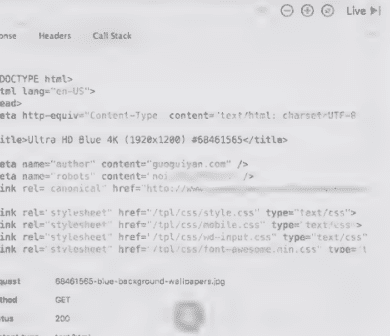 Live
onse Headers Call Stack
DOCTYPE html>
tml lang="en-US">
ead>
eta http-equiv="Content-Type content='text/html; charset=UTF-8
itle>Ultra HD Blue 4K (1920x1200) #68461565</title>
eta name="author" content="guoguiyan.com" />
eta name='robots' content='noi />
ink rel= canonical" href='http://www
ink rel='stylesheet' href="/tpl/css/style.css" type="text/css">
ink rel='stylesheet' href='/tpl/css/mobile.css" type='text/css'>
ink rel='stylesheet' href='/tpl/css/wd-input.css" type="text/css"
ink rel='stylesheet' href='/tpl/css/font-awesome.min.css" type='t
quest 68461565-blue-background-wallpapers.jpg
thod GET
tus 200